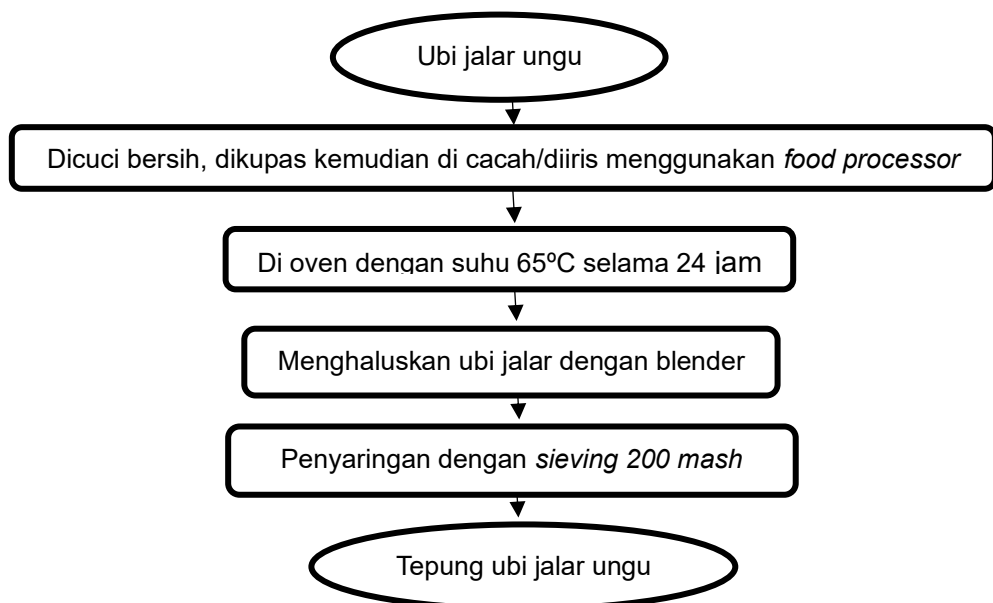 Ubi jalar ungu
Dicuci bersih, dikupas kemudian di cacah/diiris menggunakan food processor
Di oven dengan suhu 65ºC selama 24 jam
Menghaluskan ubi jalar dengan blender
Penyaringan dengan sieving 200 mash
Tepung ubi jalar ungu